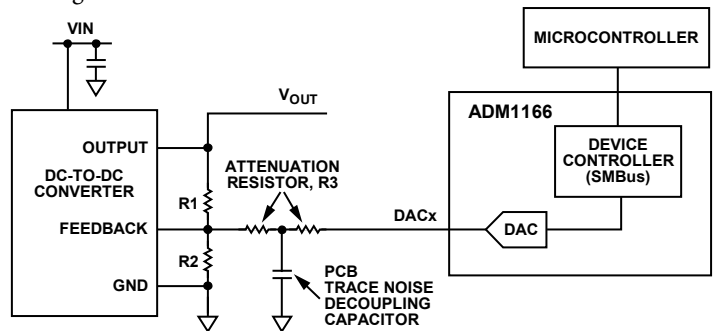 VIN
MICROCONTROLLER
VOUT
ADM1166
OUTPUT
DC-TO-DC
CONVERTER
FEEDBACK
GND
R1
R2
ATTENUATION
RESISTOR, R3
DACx
DAC
DEVICE
CONTROLLER
(SMBus)
PCB
TRACE NOISE
DECOUPLING
CAPACITOR